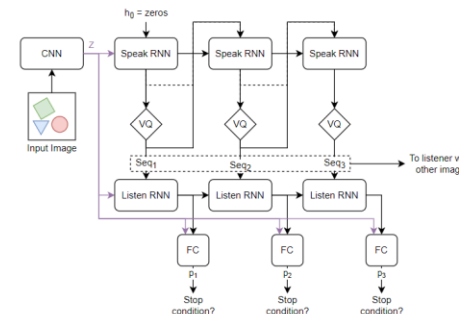 h₀ = zeros
CNN
Z
Speak RNN
Speak RNN
Speak RNN
Input Image
VQ
VQ
VQ
Seq₁
Seq₂
Seq₃
To listener w
other imag
Listen RNN
Listen RNN
Listen RNN
FC
FC
FC
P₁
P₂
P₃
Stop
condition?
Stop
condition?
Stop
condition?